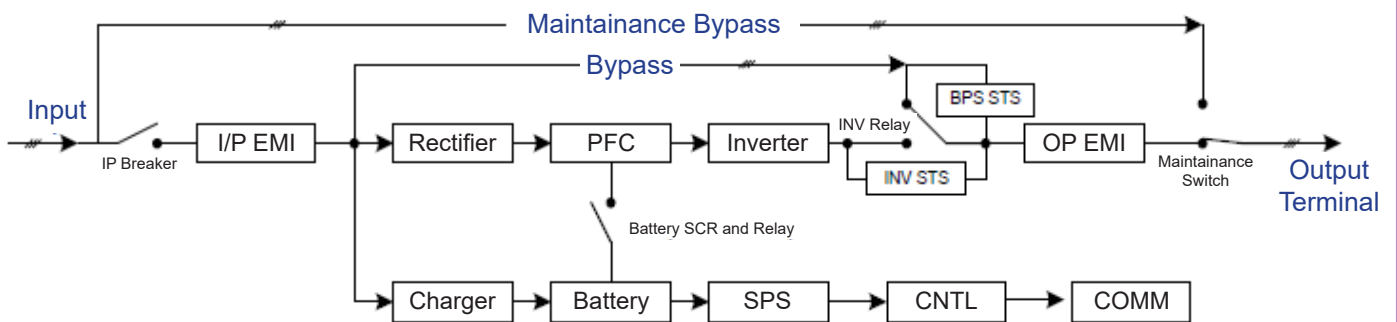 Maintainance Bypass
Bypass
BPS STS
Input
INV Relay
I/P EMI
Rectifier
PFC
Inverter
OP EMI
IP Breaker
Maintainance
Switch
INV STS
Output
Terminal
Battery SCR and Relay
Charger
Battery
SPS
CNTL
COMM